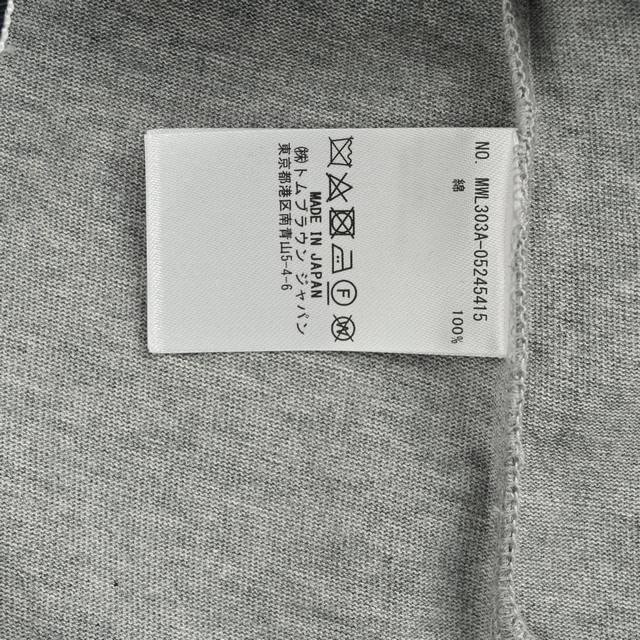 NO. MWL303A-05245415
綿 100%
F
W
MADE IN JAPAN
㈱トムブラウン ジャパン
東京都港区南青山5-4-6